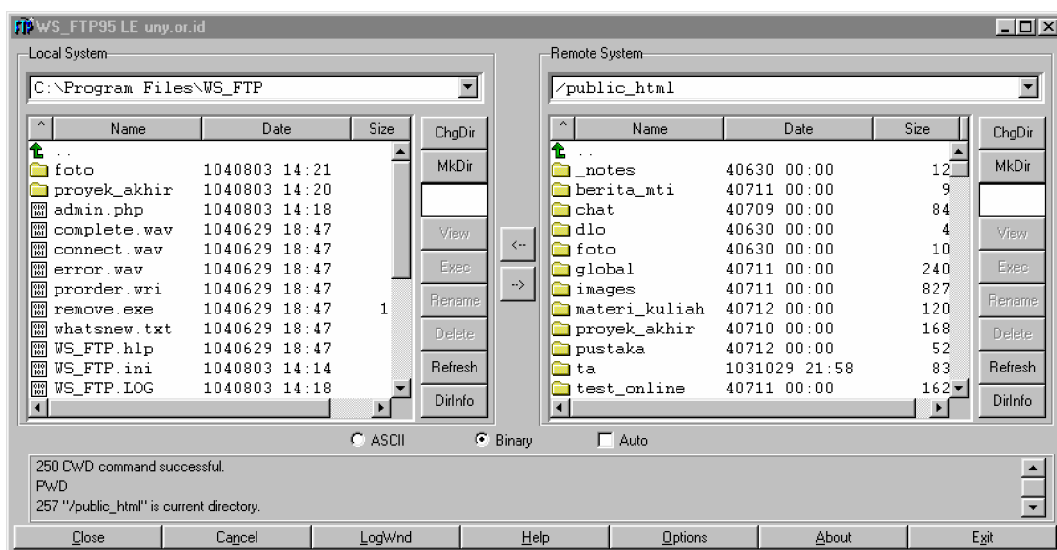 WS_FTP95 LE uny.or.id
Local System
C:\Program Files\WS_FTP
^ Name Date Size
..
foto 1040803 14:21
proyek_akhir 1040803 14:20
admin.php 1040803 14:18
complete.wav 1040629 18:47
connect.wav 1040629 18:47
error.wav 1040629 18:47
prorder.wri 1040629 18:47
remove.exe 1040629 18:47 1
whatsnew.txt 1040629 18:47
WS_FTP.hlp 1040629 18:47
WS_FTP.ini 1040803 14:14
WS_FTP.LOG 1040803 14:18
ChgDir
MkDir
View
Exec
Rename
Delete
Refresh
DirInfo
<--
-->
Remote System
/public_html
^ Name Date Size
..
_notes 40630 00:00 12
berita_mti 40711 00:00 9
chat 40709 00:00 84
dlo 40630 00:00 4
foto 40630 00:00 10
global 40711 00:00 240
images 40711 00:00 827
materi_kuliah 40712 00:00 120
proyek_akhir 40710 00:00 168
pustaka 40712 00:00 52
ta 1031029 21:58 83
test_online 40711 00:00 162
ChgDir
MkDir
View
Exec
Rename
Delete
Refresh
DirInfo
ASCII Binary Auto
250 CWD command successful.
PWD
257 "/public_html" is current directory.
Close Cancel LogWnd Help Options About Exit